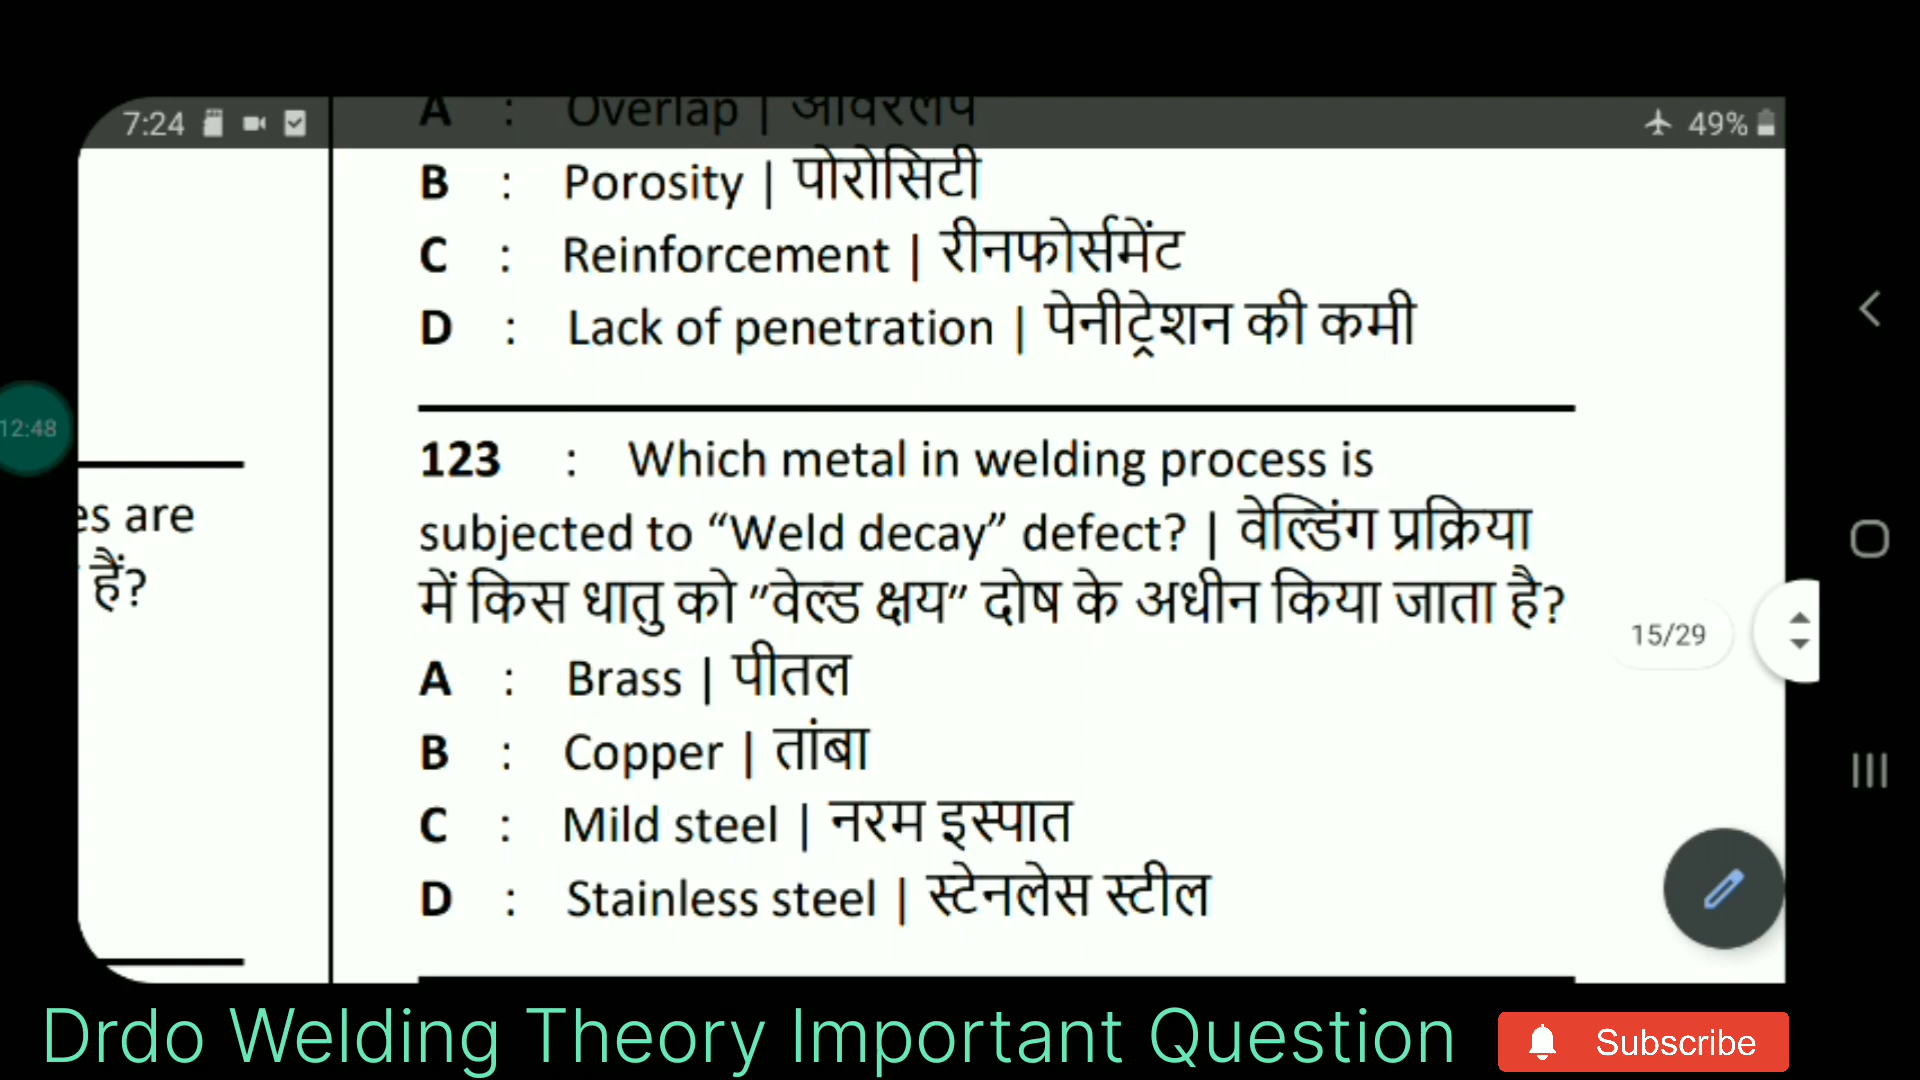 7:24
49%
A : Overlap | ओवरलैप
B : Porosity | पोरोसिटी
C : Reinforcement | रीनफोर्समेंट
D : Lack of penetration | पेनीट्रेशन की कमी
12:48
es are
हैं?
123 : Which metal in welding process is
subjected to “Weld decay” defect? | वेल्डिंग प्रक्रिया
में किस धातु को ”वेल्ड क्षय” दोष के अधीन किया जाता है?
15/29
A : Brass | पीतल
B : Copper | तांबा
C : Mild steel | नरम इस्पात
D : Stainless steel | स्टेनलेस स्टील
Drdo Welding Theory Important Question
Subscribe